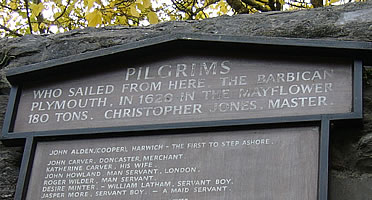 PILGRIMS
WHO SAILED FROM HERE THE BARBICAN
PLYMOUTH, IN 1620 IN THE MAYFLOWER
180 TONS. CHRISTOPHER JONES, MASTER.
JOHN ALDEN,(COOPER), HARWICH - THE FIRST TO STEP ASHORE.
JOHN CARVER, DONCASTER, MERCHANT.
KATHERINE CARVER, HIS WIFE.
JOHN HOWLAND, MAN SERVANT, LONDON.
ROGER WILDER, MAN SERVANT.
DESIRE MINTER, - WILLIAM LATHAM, SERVANT BOY.
JASPER MORE, SERVANT BOY. - A MAID SERVANT.